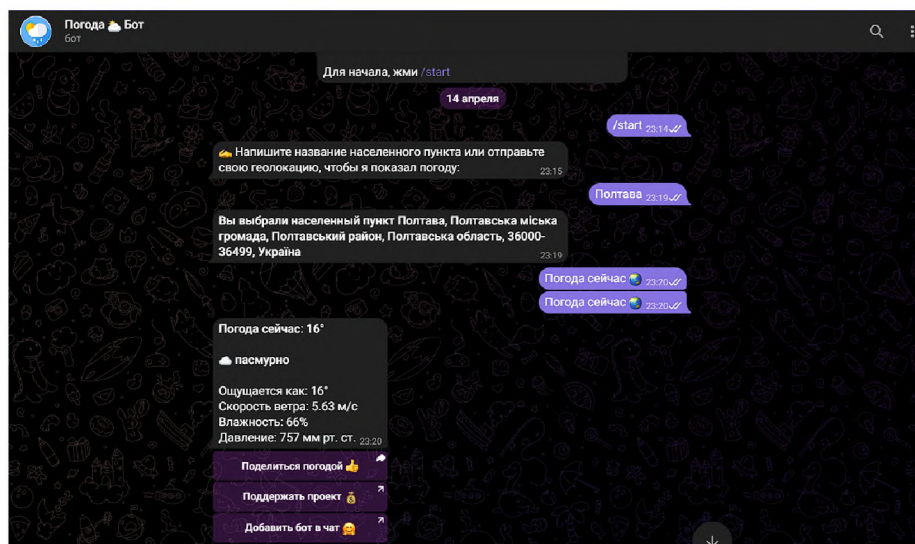 Погода 🌥 Бот
бот
Для начала, жми /start
14 апреля
/start 23:14
✍ Напишите название населенного пункта или отправьте
свою геолокацию, чтобы я показал погоду:
23:15
Полтава 23:19
Вы выбрали населенный пункт Полтава, Полтавська міська
громада, Полтавський район, Полтавська область, 36000-
36499, Україна
23:19
Погода сейчас 🌏 23:20
Погода сейчас 🌏 23:20
Погода сейчас: 16°
☁ пасмурно
Ощущается как: 16°
Скорость ветра: 5.63 м/с
Влажность: 66%
Давление: 757 мм рт. ст. 23:20
Поделиться погодой 👍
Поддержать проект 💰
Добавить бот в чат 🤗